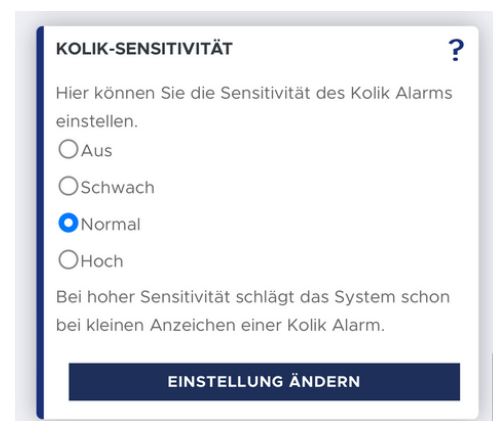 KOLIK-SENSITIVITÄT ?
Hier können Sie die Sensitivität des Kolik Alarms
einstellen.
Aus
Schwach
Normal
Hoch
Bei hoher Sensitivität schlägt das System schon
bei kleinen Anzeichen einer Kolik Alarm.
EINSTELLUNG ÄNDERN